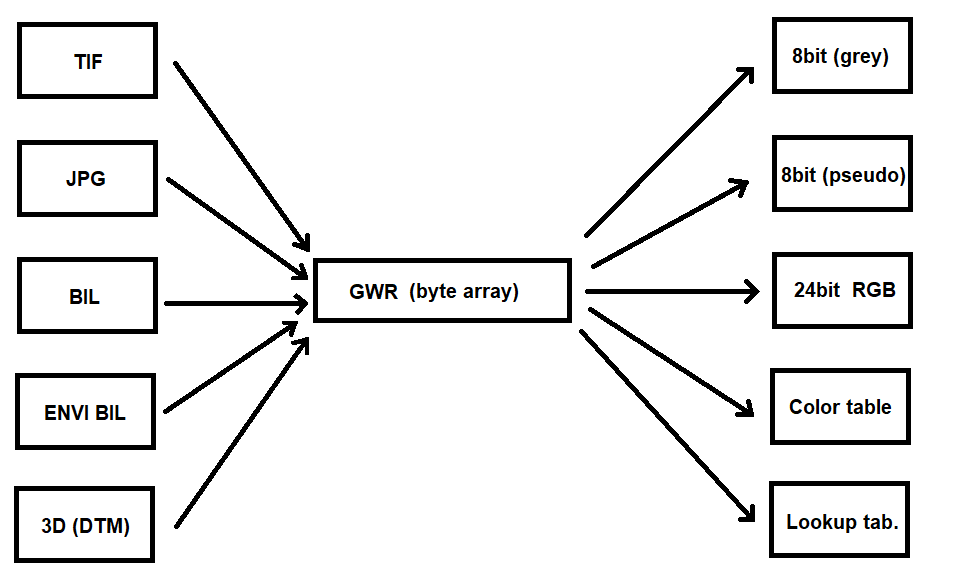 TIF
JPG
BIL
ENVI BIL
3D (DTM)
GWR (byte array)
8bit (grey)
8bit (pseudo)
24bit RGB
Color table
Lookup tab.